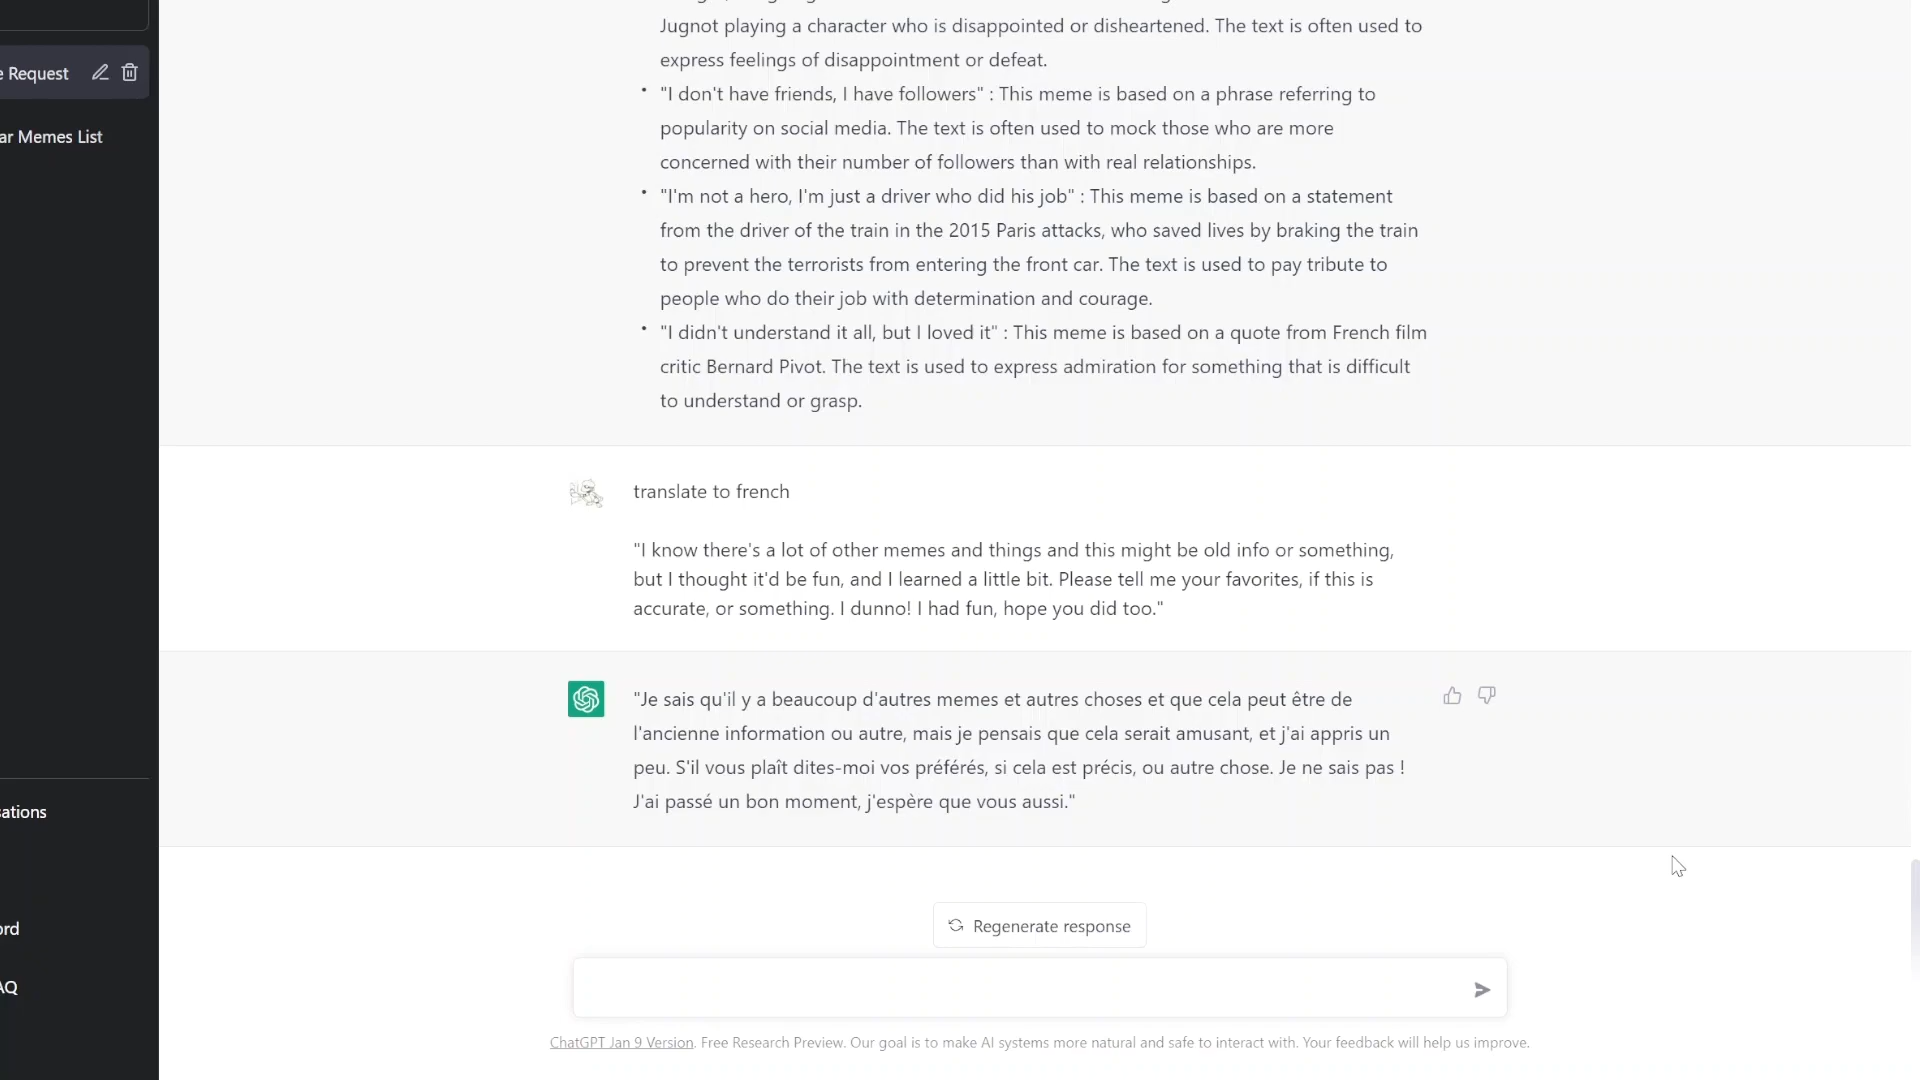 Jugnot playing a character who is disappointed or disheartened. The text is often used to
express feelings of disappointment or defeat.
• "I don't have friends, I have followers" : This meme is based on a phrase referring to
popularity on social media. The text is often used to mock those who are more
concerned with their number of followers than with real relationships.
• "I'm not a hero, I'm just a driver who did his job" : This meme is based on a statement
from the driver of the train in the 2015 Paris attacks, who saved lives by braking the train
to prevent the terrorists from entering the front car. The text is used to pay tribute to
people who do their job with determination and courage.
• "I didn't understand it all, but I loved it" : This meme is based on a quote from French film
critic Bernard Pivot. The text is used to express admiration for something that is difficult
to understand or grasp.
e Request
ar Memes List
translate to french
"I know there's a lot of other memes and things and this might be old info or something,
but I thought it'd be fun, and I learned a little bit. Please tell me your favorites, if this is
accurate, or something. I dunno! I had fun, hope you did too."
"Je sais qu'il y a beaucoup d'autres memes et autres choses et que cela peut être de
l'ancienne information ou autre, mais je pensais que cela serait amusant, et j'ai appris un
peu. S'il vous plaît dites-moi vos préférés, si cela est précis, ou autre chose. Je ne sais pas !
J'ai passé un bon moment, j'espère que vous aussi."
sations
ord
AQ
Regenerate response
ChatGPT Jan 9 Version. Free Research Preview. Our goal is to make AI systems more natural and safe to interact with. Your feedback will help us improve.